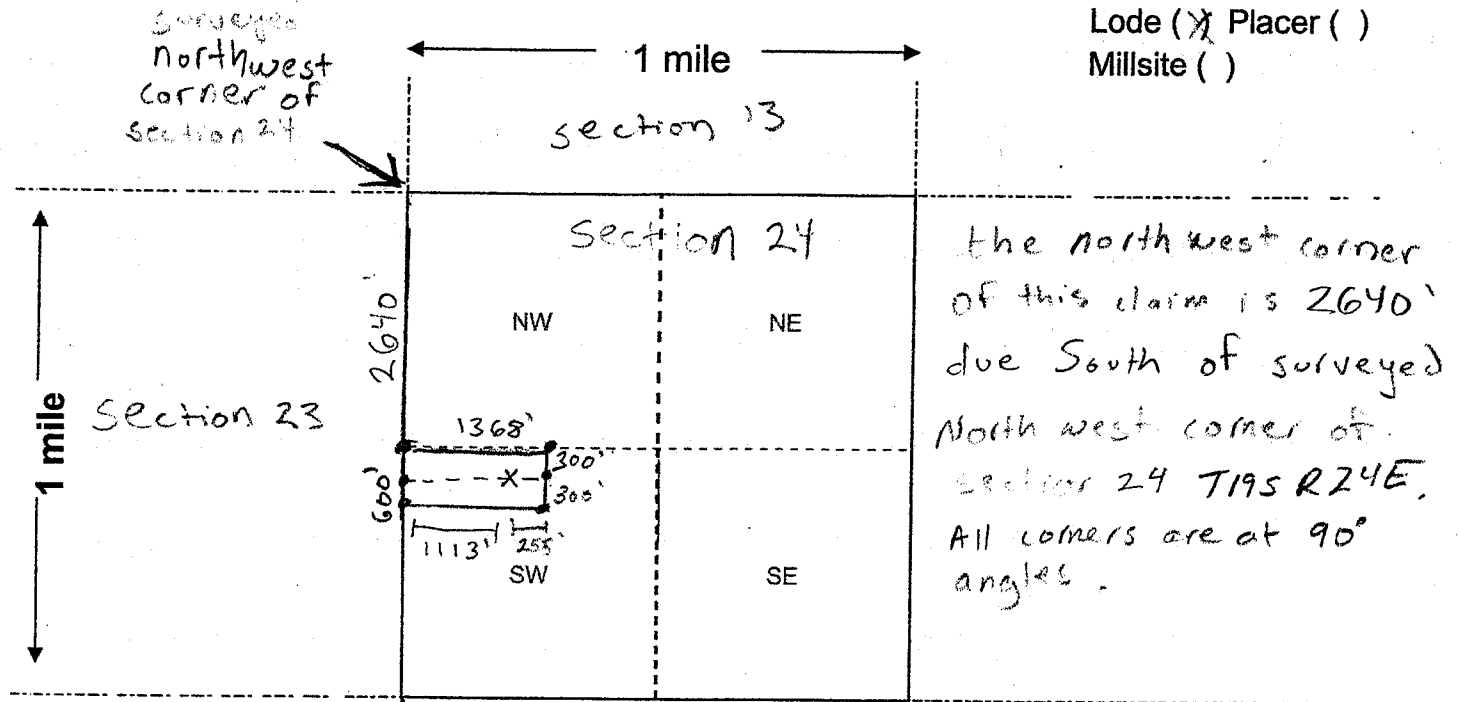 surveyed
northwest
corner of
section 24
1 mile
Lode (X) Placer ( )
Millsite ( )
section 13
1 mile
Section 23
Section 24
2640'
NW
NE
1368'
300'
300'
600'
X
1113'
255'
SW
SE
the north west corner
of this claim is 2640'
due South of surveyed
North west corner of
section 24 T19S R24E.
All corners are at 90°
angles.